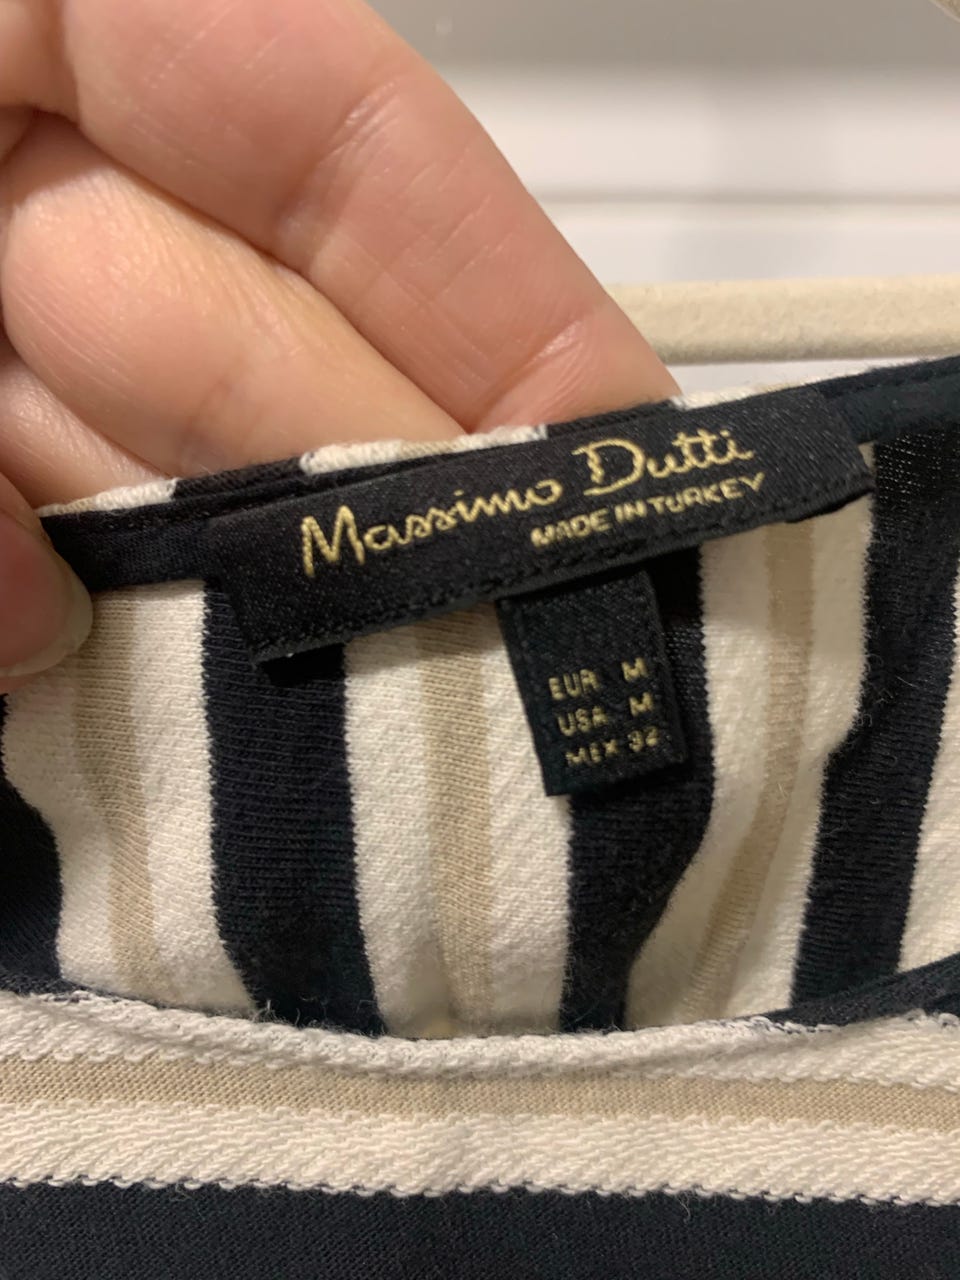 Massimo Dutti
MADE IN TURKEY
EUR M
USA M
MEX 32